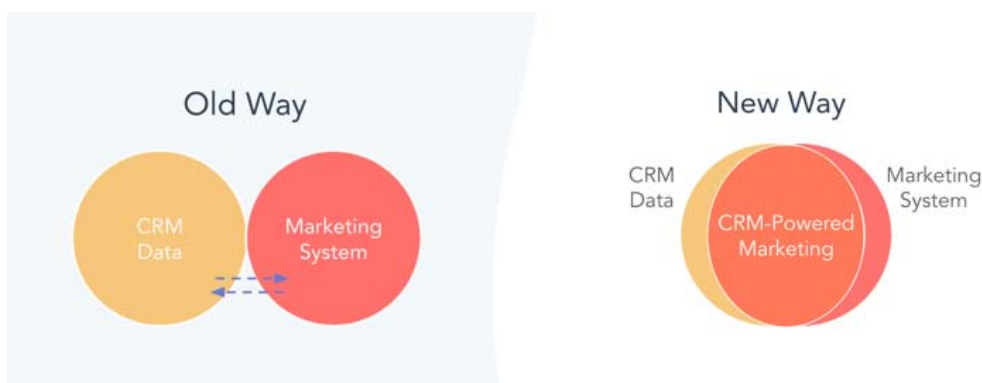 Old Way
CRM
Data
Marketing
System
New Way
CRM
Data
CRM-Powered
Marketing
Marketing
System